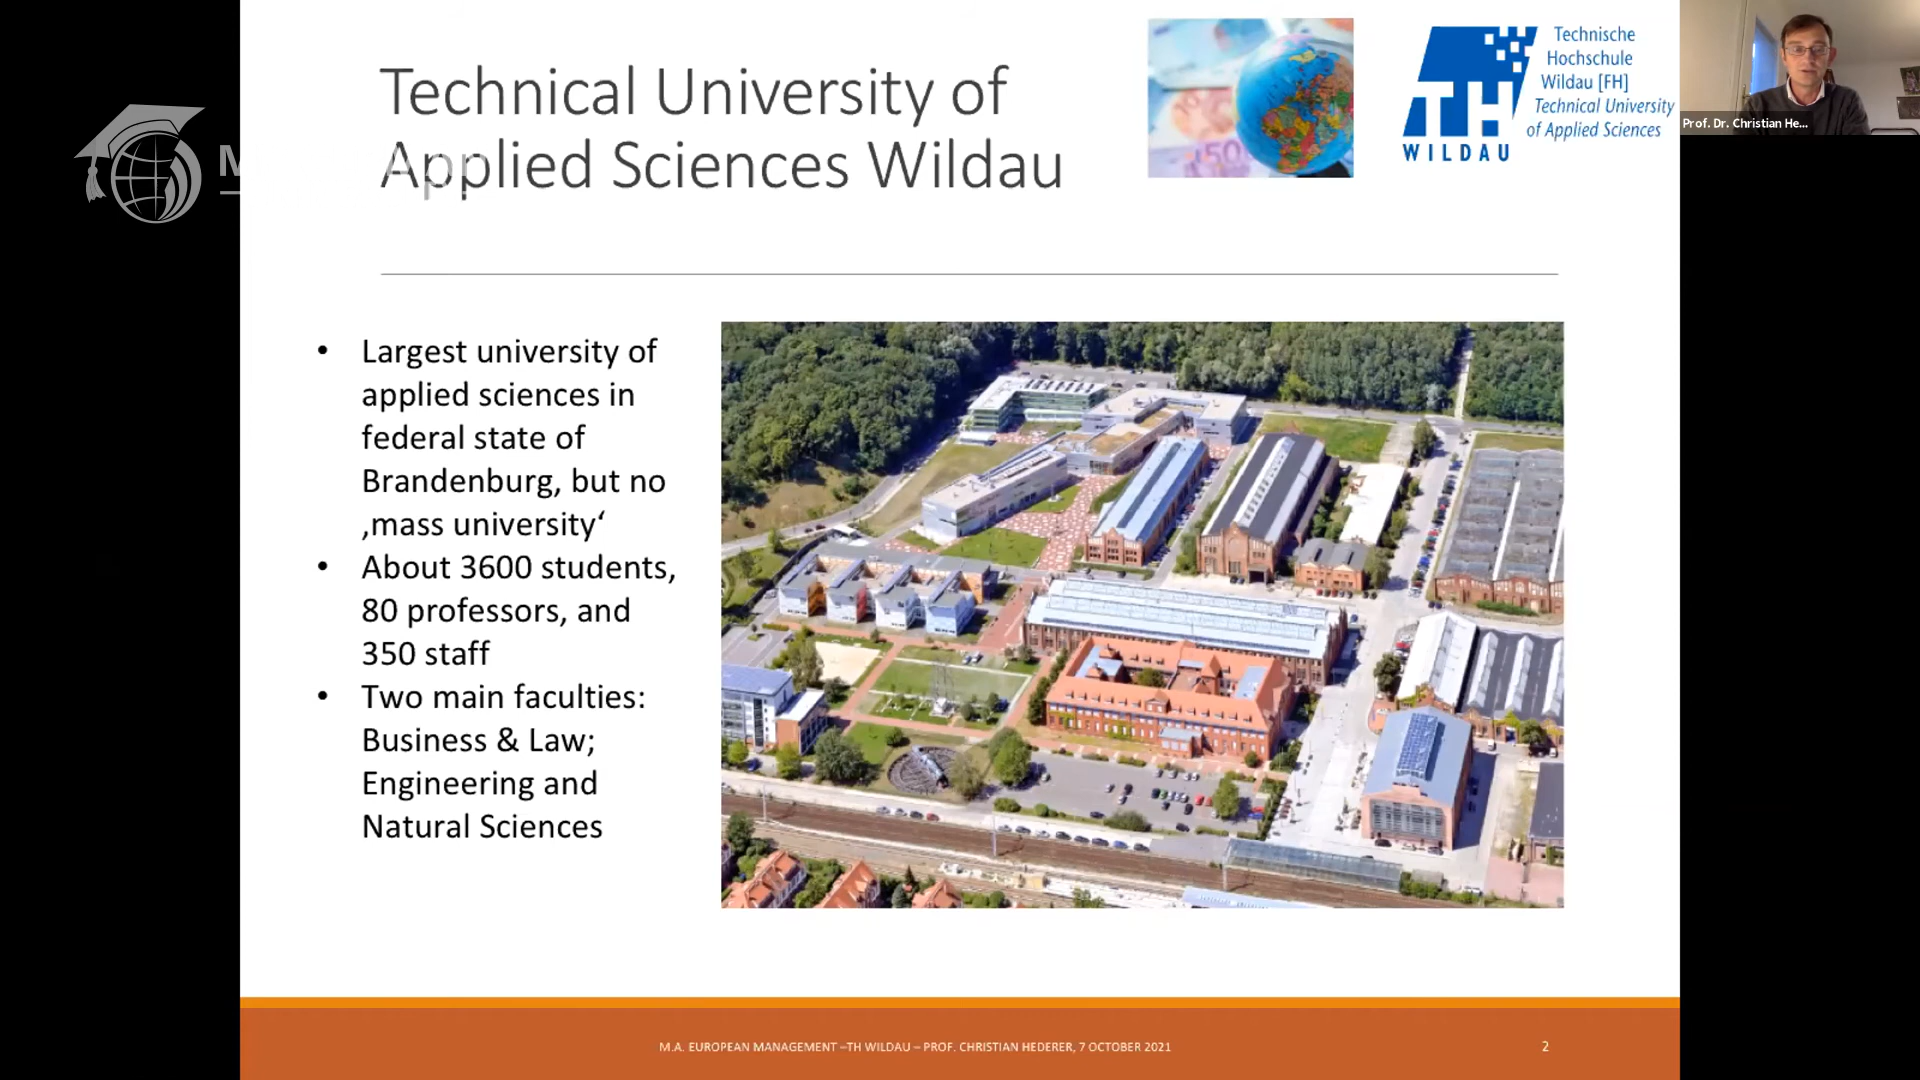 Technical University of
Applied Sciences Wildau
Technische
Hochschule
Wildau [FH]
Technical University
of Applied Sciences
TH
WILDAU
Prof. Dr. Christian He...
• Largest university of
applied sciences in
federal state of
Brandenburg, but no
‚mass university‘
• About 3600 students,
80 professors, and
350 staff
• Two main faculties:
Business & Law;
Engineering and
Natural Sciences
M.A. EUROPEAN MANAGEMENT –TH WILDAU – PROF. CHRISTIAN HEDERER, 7 OCTOBER 2021
2